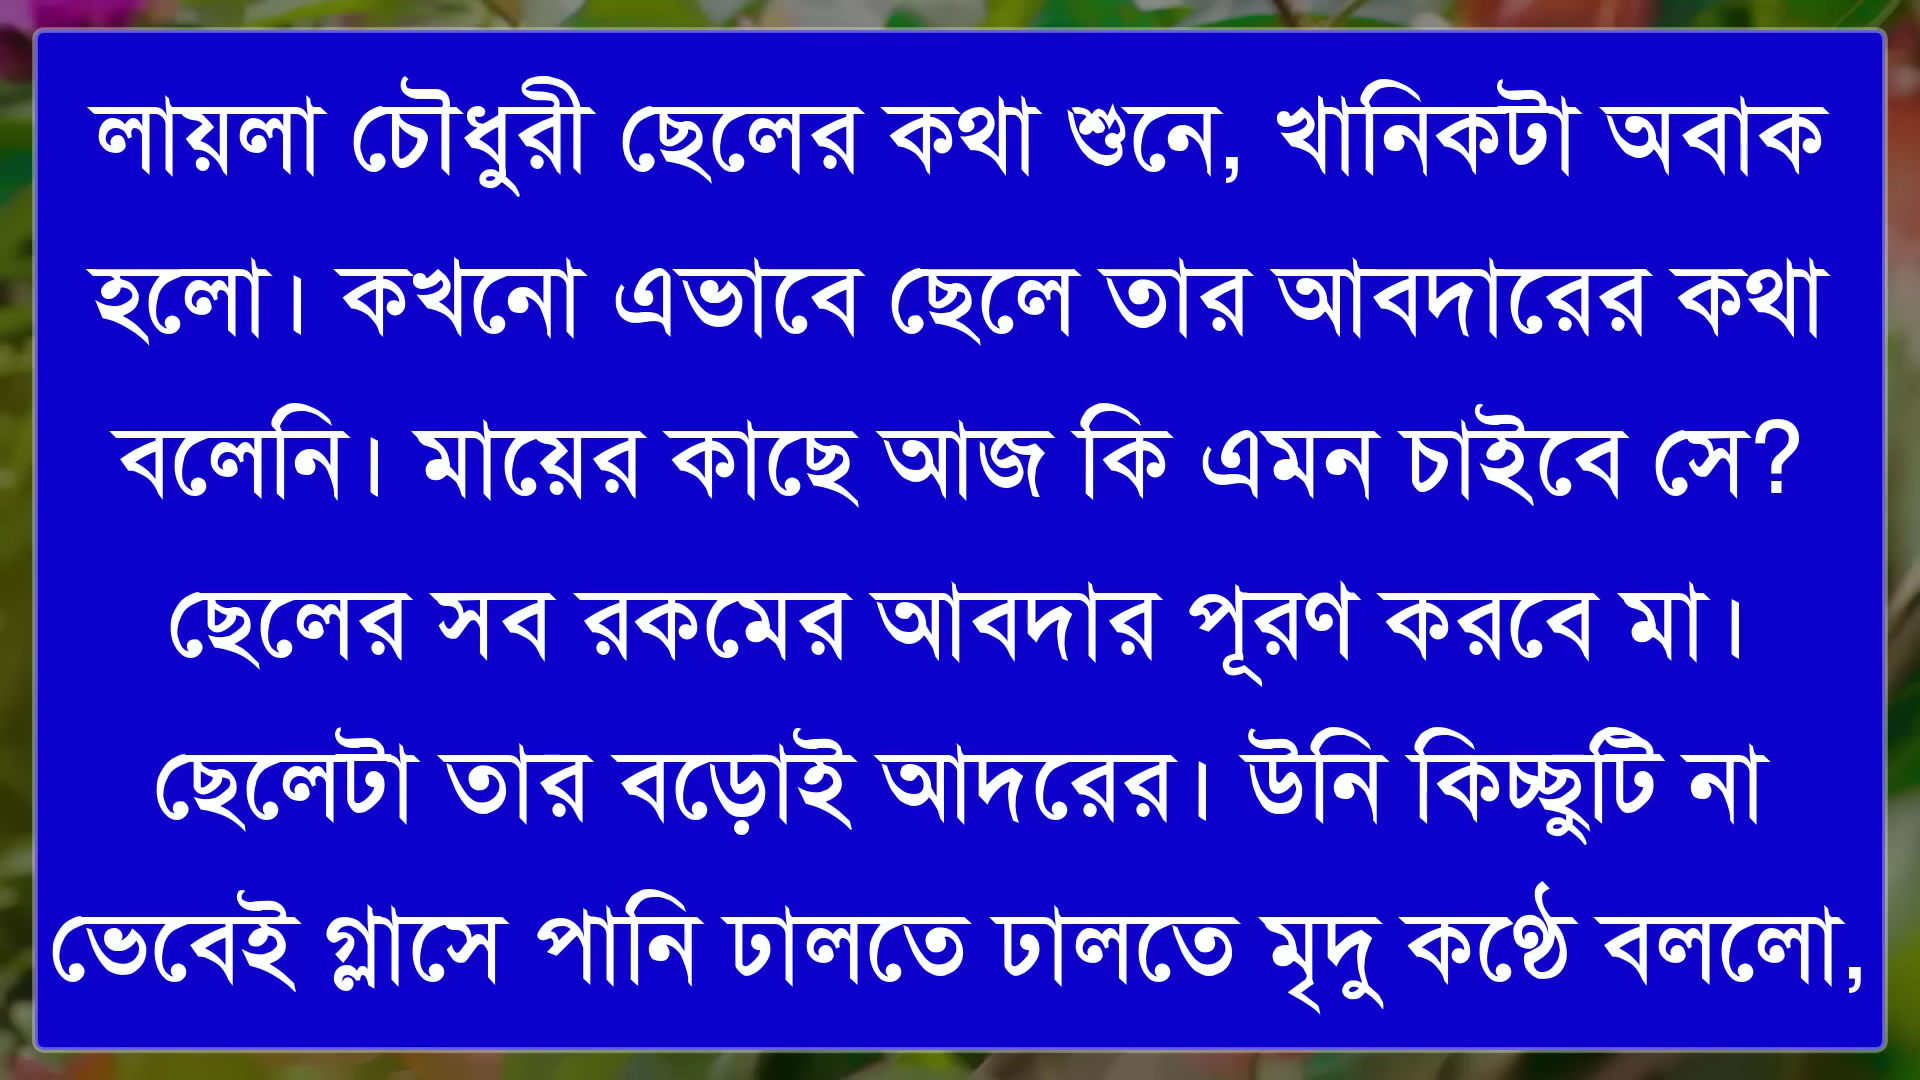 লায়লা চৌধুরী ছেলের কথা শুনে, খানিকটা অবাক
হলো। কখনো এভাবে ছেলে তার আবদারের কথা
বলেনি। মায়ের কাছে আজ কি এমন চাইবে সে?
ছেলের সব রকমের আবদার পূরণ করবে মা।
ছেলেটা তার বড়োই আদরের। উনি কিচ্ছুটি না
ভেবেই গ্লাসে পানি ঢালতে ঢালতে মৃদু কণ্ঠে বললো,